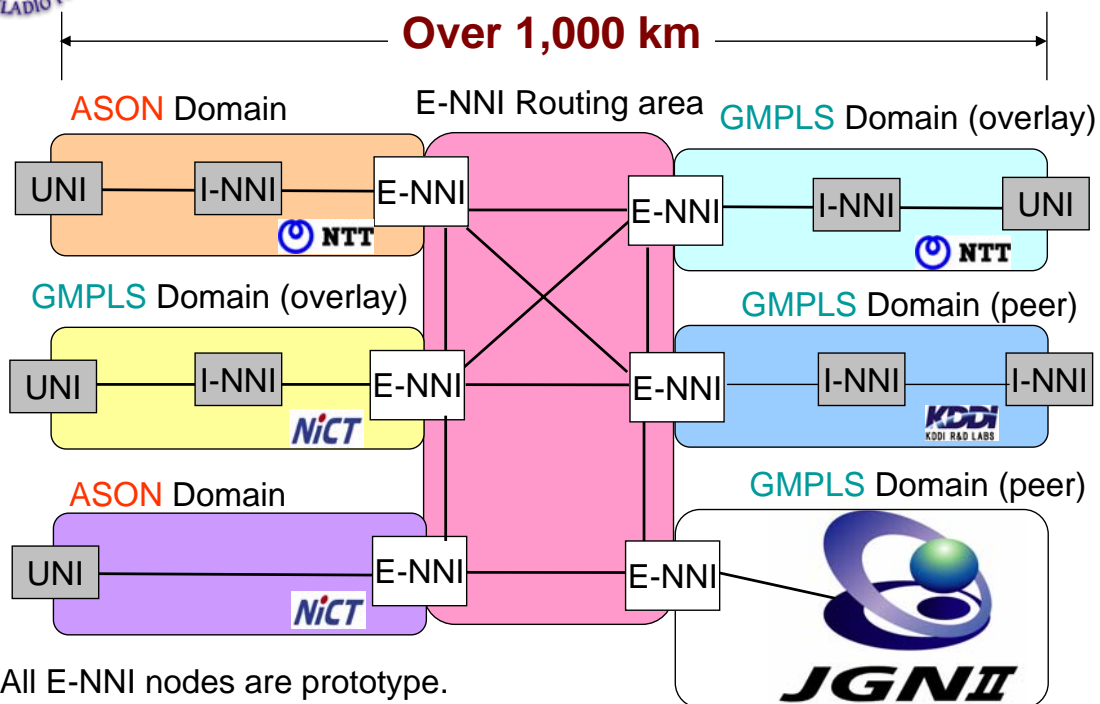 LADIO
Over 1,000 km
ASON Domain
E-NNI Routing area
GMPLS Domain (overlay)
UNI
I-NNI
E-NNI
E-NNI
I-NNI
UNI
NTT
NTT
GMPLS Domain (overlay)
GMPLS Domain (peer)
UNI
I-NNI
E-NNI
E-NNI
I-NNI
I-NNI
NiCT
KDDI
KDDI R&D LABS
ASON Domain
GMPLS Domain (peer)
UNI
E-NNI
E-NNI
NiCT
JGNII
All E-NNI nodes are prototype.